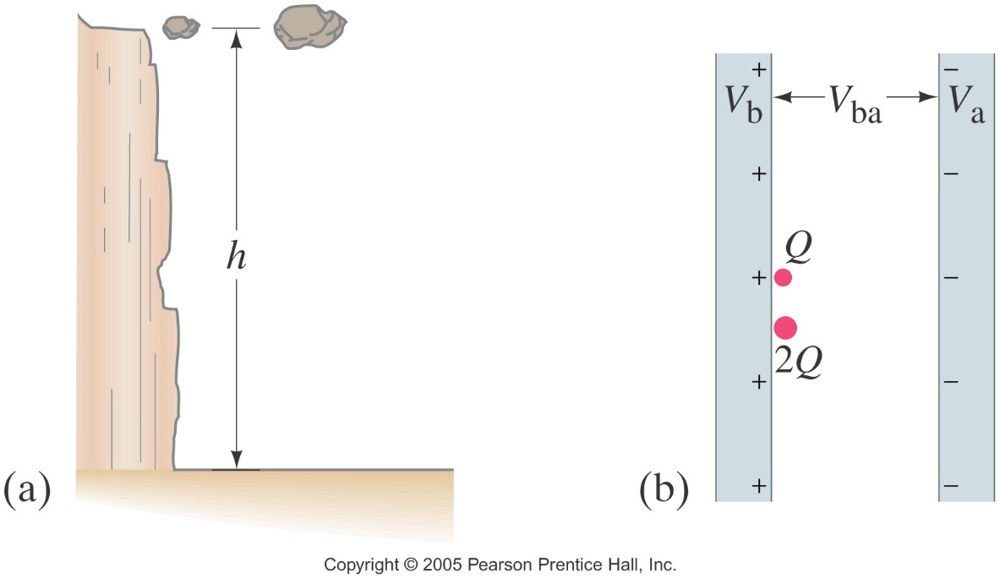 h
(a)
+ −
V_b V_ba V_a
+ −
Q
+ −
2Q
+ −
(b)
+ −
Copyright © 2005 Pearson Prentice Hall, Inc.